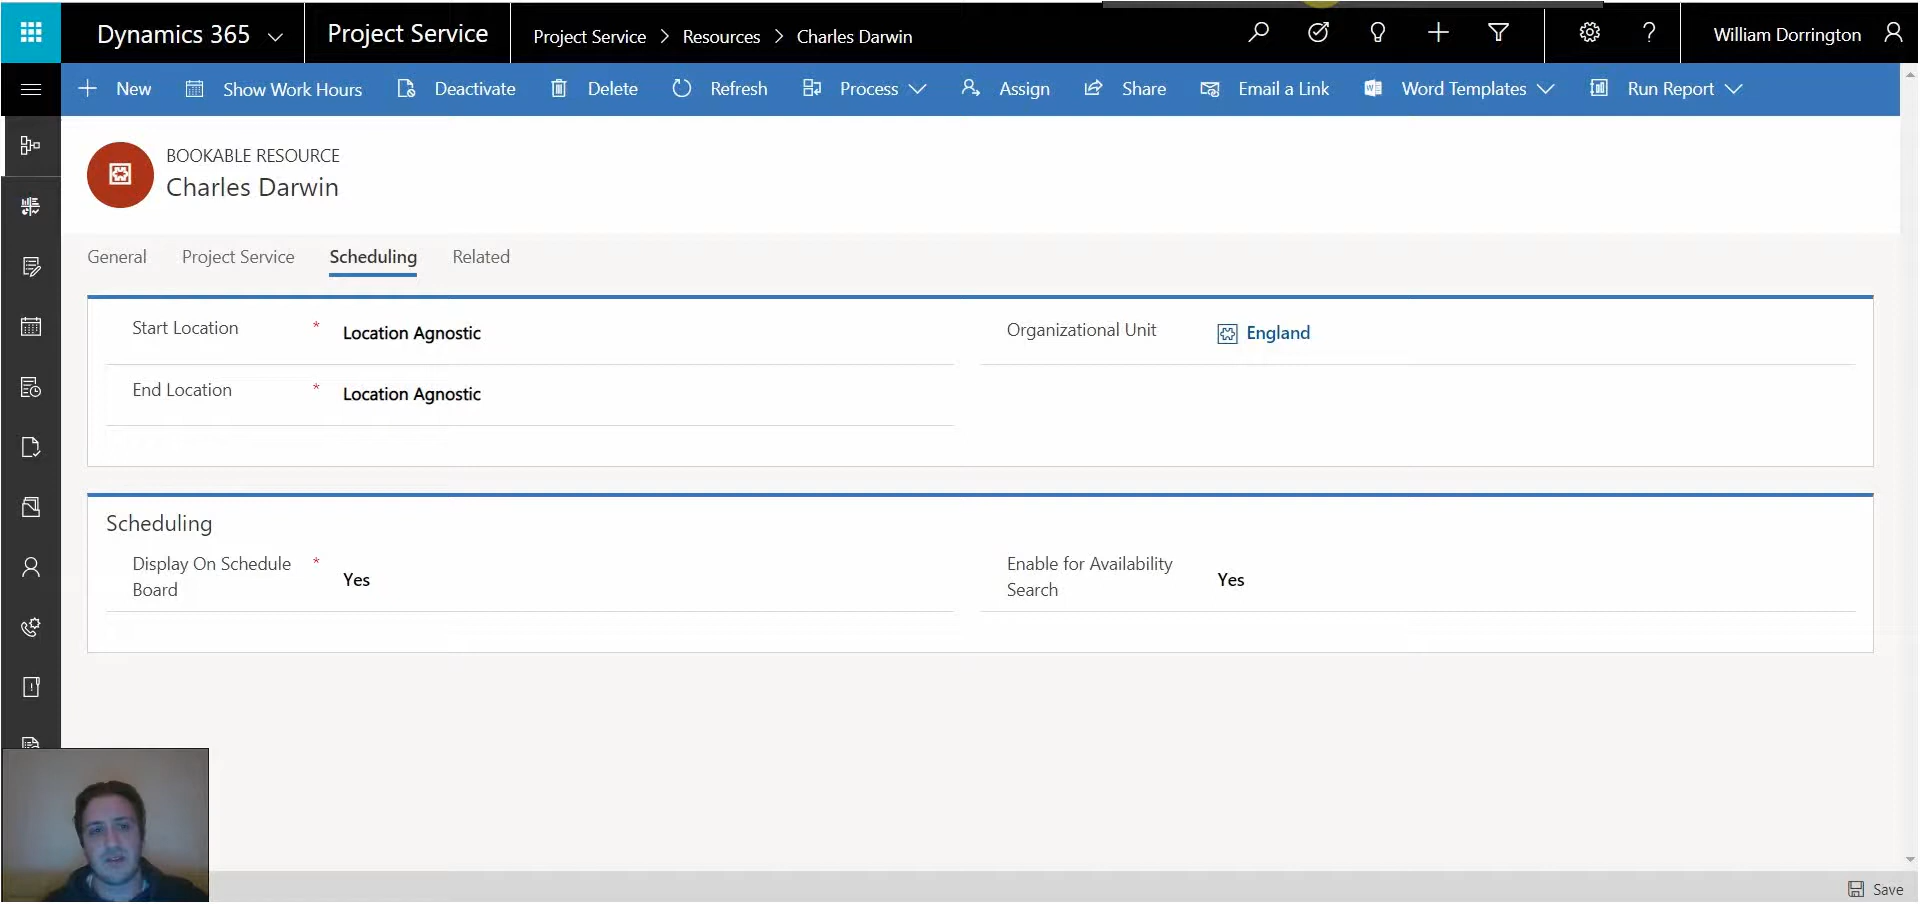 Dynamics 365 Project Service Project Service > Resources > Charles Darwin ? William Dorrington
New Show Work Hours Deactivate Delete Refresh Process Assign Share Email a Link Word Templates Run Report
BOOKABLE RESOURCE
Charles Darwin
General Project Service Scheduling Related
Start Location * Location Agnostic Organizational Unit England
End Location * Location Agnostic
Scheduling
Display On Schedule * Enable for Availability
Board Yes Search Yes
Save